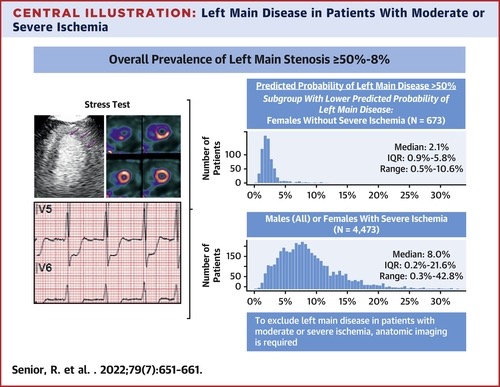 CENTRAL ILLUSTRATION: Left Main Disease in Patients With Moderate or
Severe Ischemia
Overall Prevalence of Left Main Stenosis ≥50%-8%
Stress Test
V5
V6
Predicted Probability of Left Main Disease >50%
Subgroup With Lower Predicted Probability of
Left Main Disease:
Females Without Severe Ischemia (N = 673)
Number of
Patients
150
100
50
0
Median: 2.1%
IQR: 0.9%-5.8%
Range: 0.5%-10.6%
0% 5% 10% 15% 20% 25% 30%
Males (All) or Females With Severe Ischemia
(N = 4,473)
Number of
Patients
150
100
50
0
Median: 8.0%
IQR: 0.2%-21.6%
Range: 0.3%-42.8%
0% 5% 10% 15% 20% 25% 30%
To exclude left main disease in patients with
moderate or severe ischemia, anatomic imaging
is required
Senior, R. et al. . 2022;79(7):651-661.